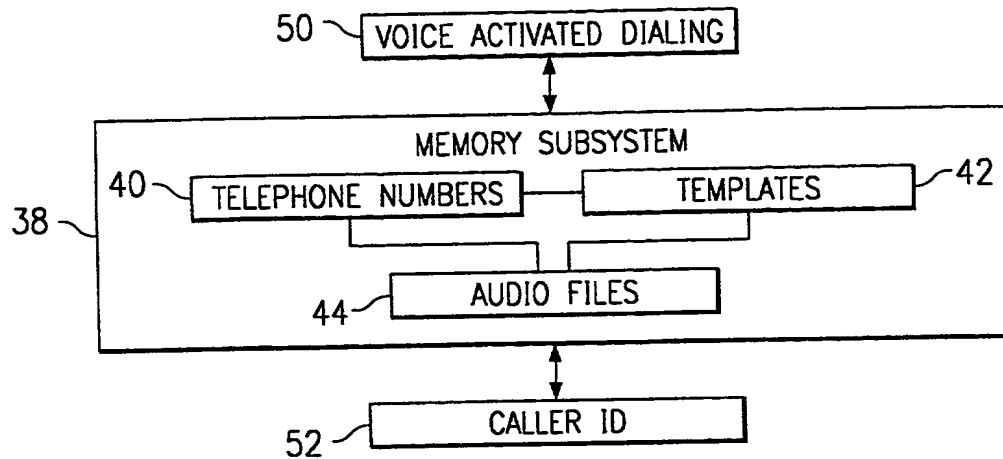 50 VOICE ACTIVATED DIALING
MEMORY SUBSYSTEM
40 TELEPHONE NUMBERS TEMPLATES 42
38
44 AUDIO FILES
52 CALLER ID